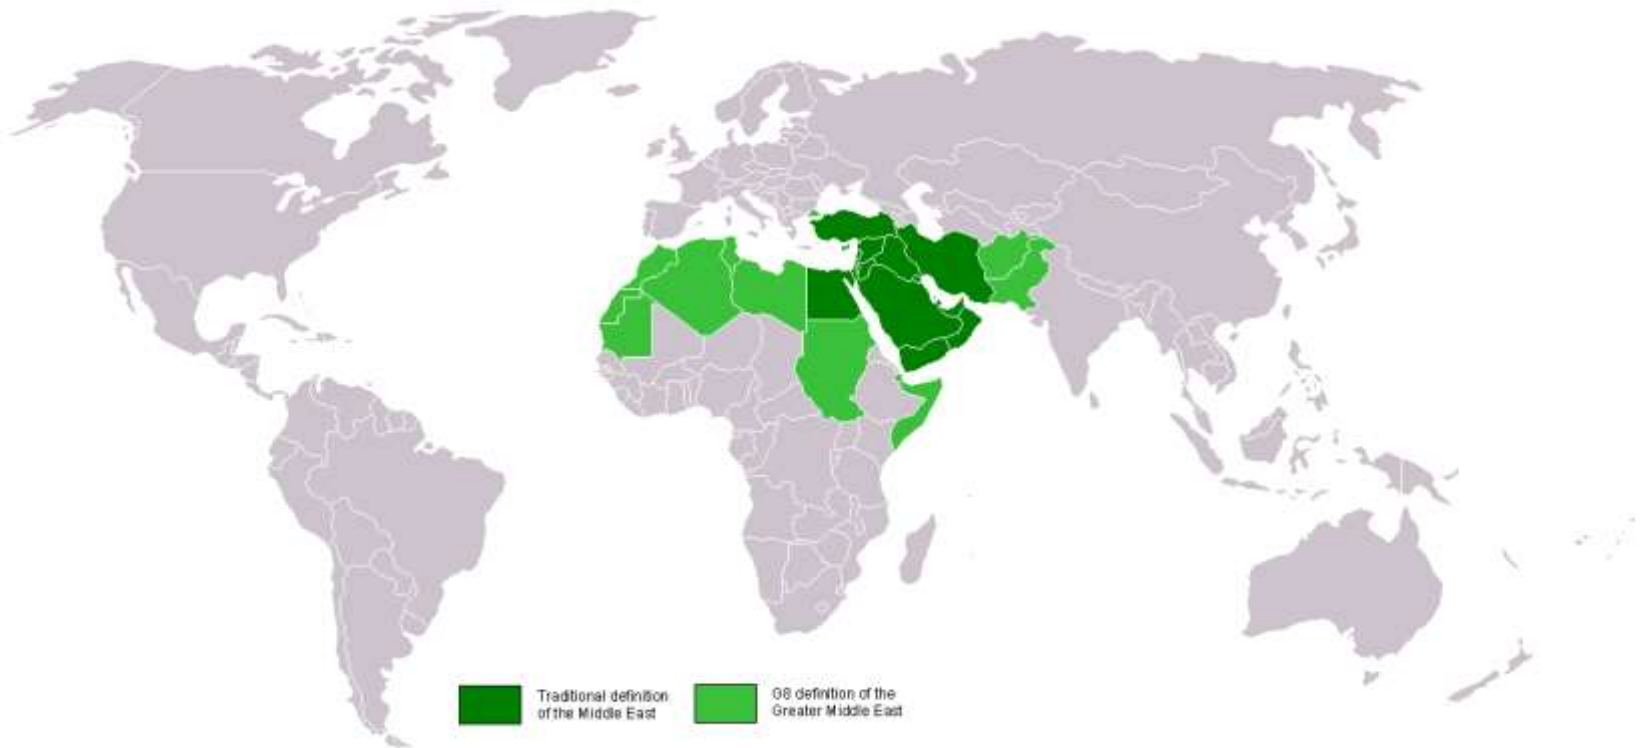 Traditional definition
of the Middle East
G8 definition of the
Greater Middle East